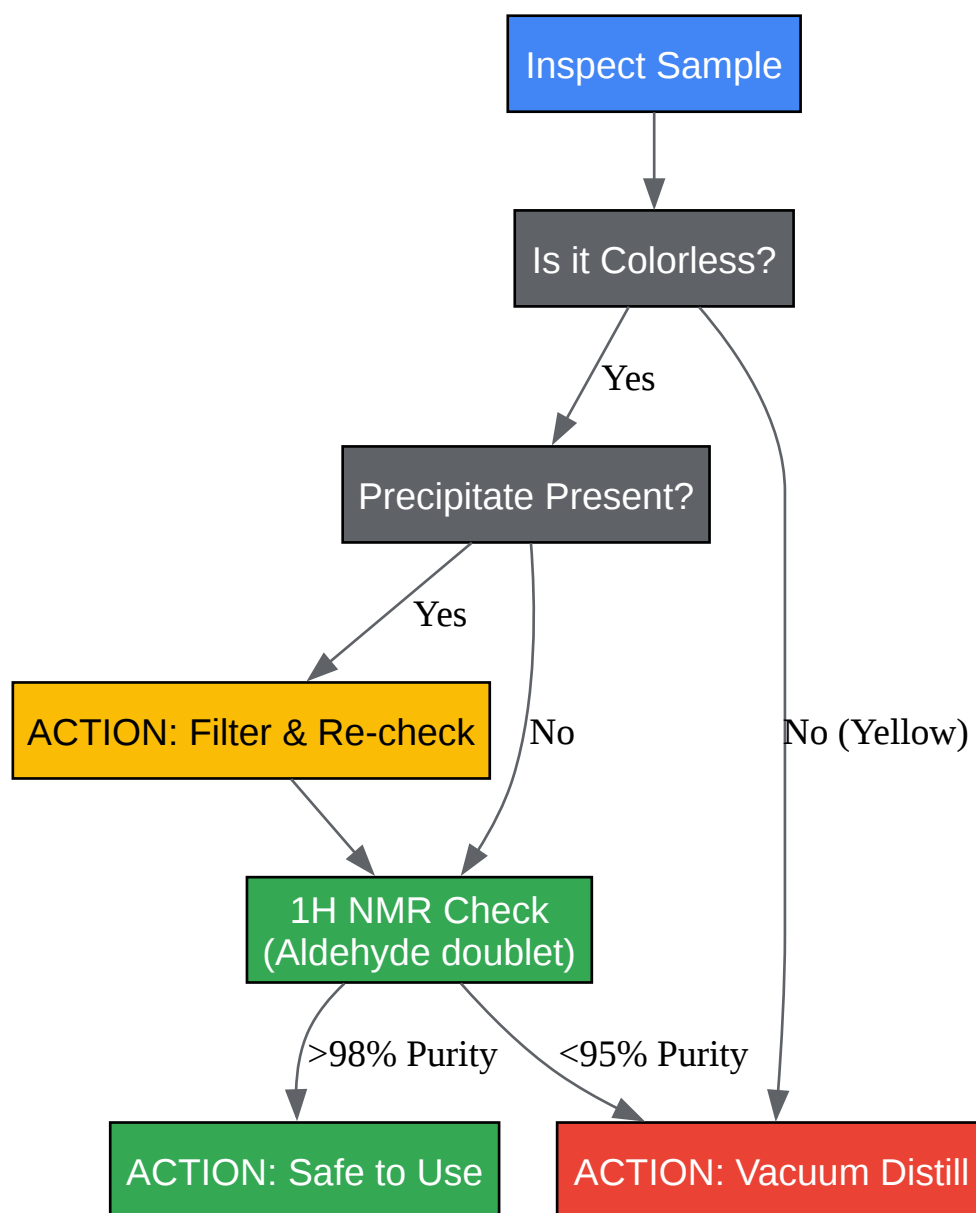 Inspect Sample
Is it Colorless?
Yes
Precipitate Present?
Yes
ACTION: Filter & Re-check
No
No (Yellow)
1H NMR Check
(Aldehyde doublet)
>98% Purity
<95% Purity
ACTION: Safe to Use
ACTION: Vacuum Distill